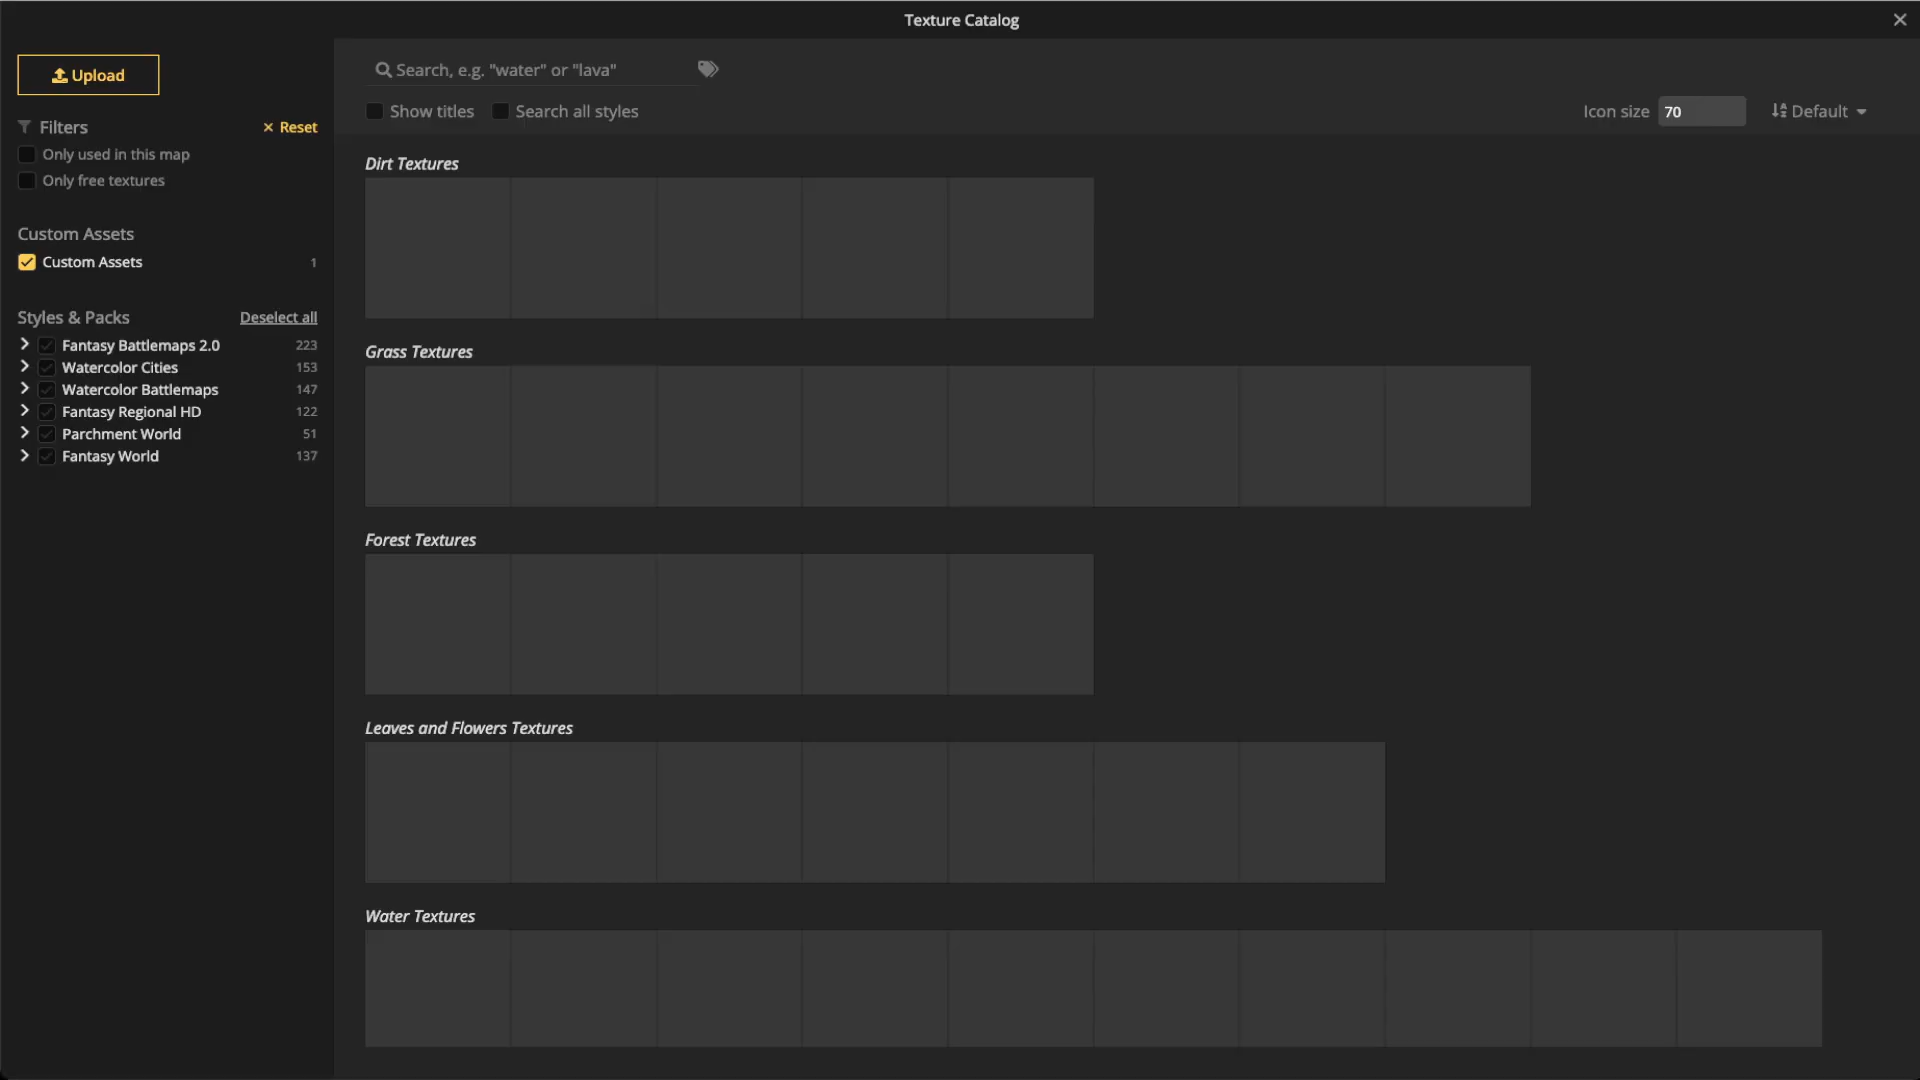 Texture Catalog
Upload
Search, e.g. "water" or "lava"
Show titles
Search all styles
Icon size
70
Default
Filters
Reset
Only used in this map
Only free textures
Custom Assets
Custom Assets 1
Styles & Packs Deselect all
Fantasy Battlemaps 2.0 223
Watercolor Cities 153
Watercolor Battlemaps 147
Fantasy Regional HD 122
Parchment World 51
Fantasy World 137
Dirt Textures
Grass Textures
Forest Textures
Leaves and Flowers Textures
Water Textures